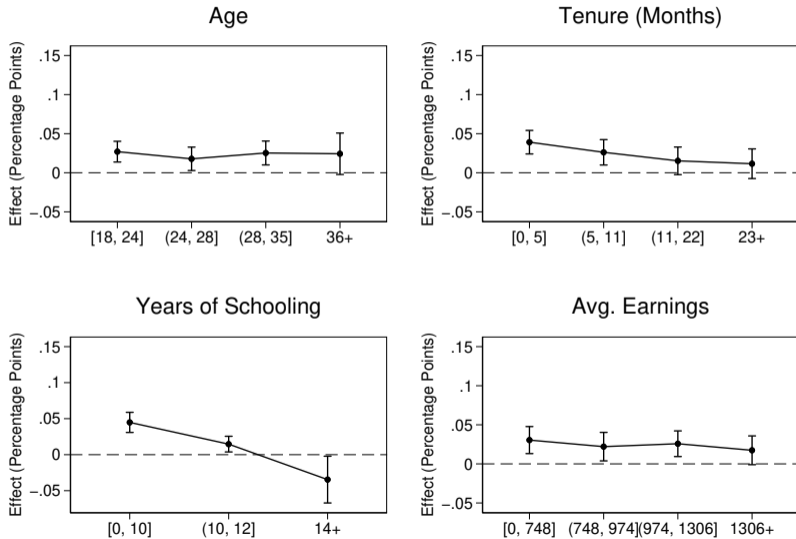 Age
Effect (Percentage Points)
.15
.1
.05
0
−.05
[18, 24] (24, 28] (28, 35] 36+
Tenure (Months)
Effect (Percentage Points)
.15
.1
.05
0
−.05
[0, 5] (5, 11] (11, 22] 23+
Years of Schooling
Effect (Percentage Points)
.15
.1
.05
0
−.05
[0, 10] (10, 12] 14+
Avg. Earnings
Effect (Percentage Points)
.15
.1
.05
0
−.05
[0, 748] (748, 974] (974, 1306] 1306+